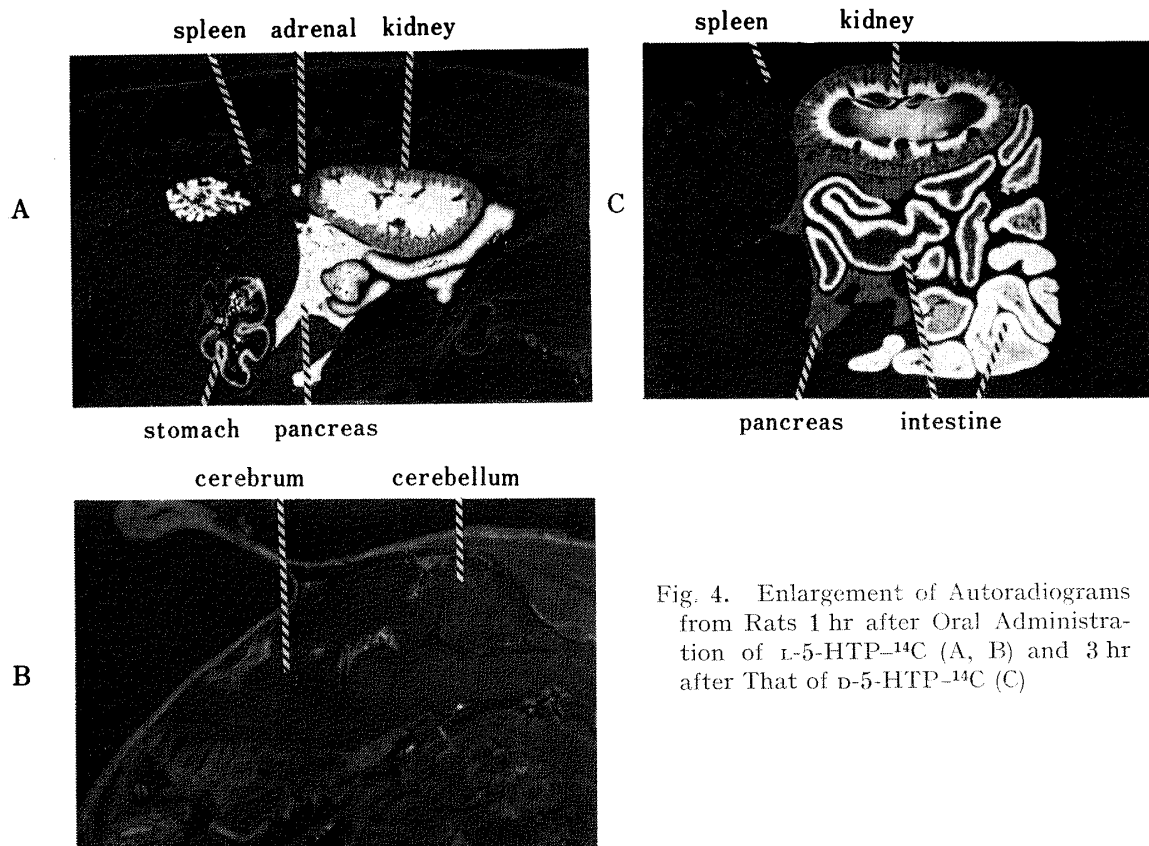 spleen adrenal kidney
A
stomach pancreas
spleen kidney
C
pancreas intestine
cerebrum cerebellum
B
Fig. 4. Enlargement of Autoradiograms
from Rats 1 hr after Oral Administra-
tion of L-5-HTP-¹⁴C (A, B) and 3 hr
after That of D-5-HTP-¹⁴C (C)